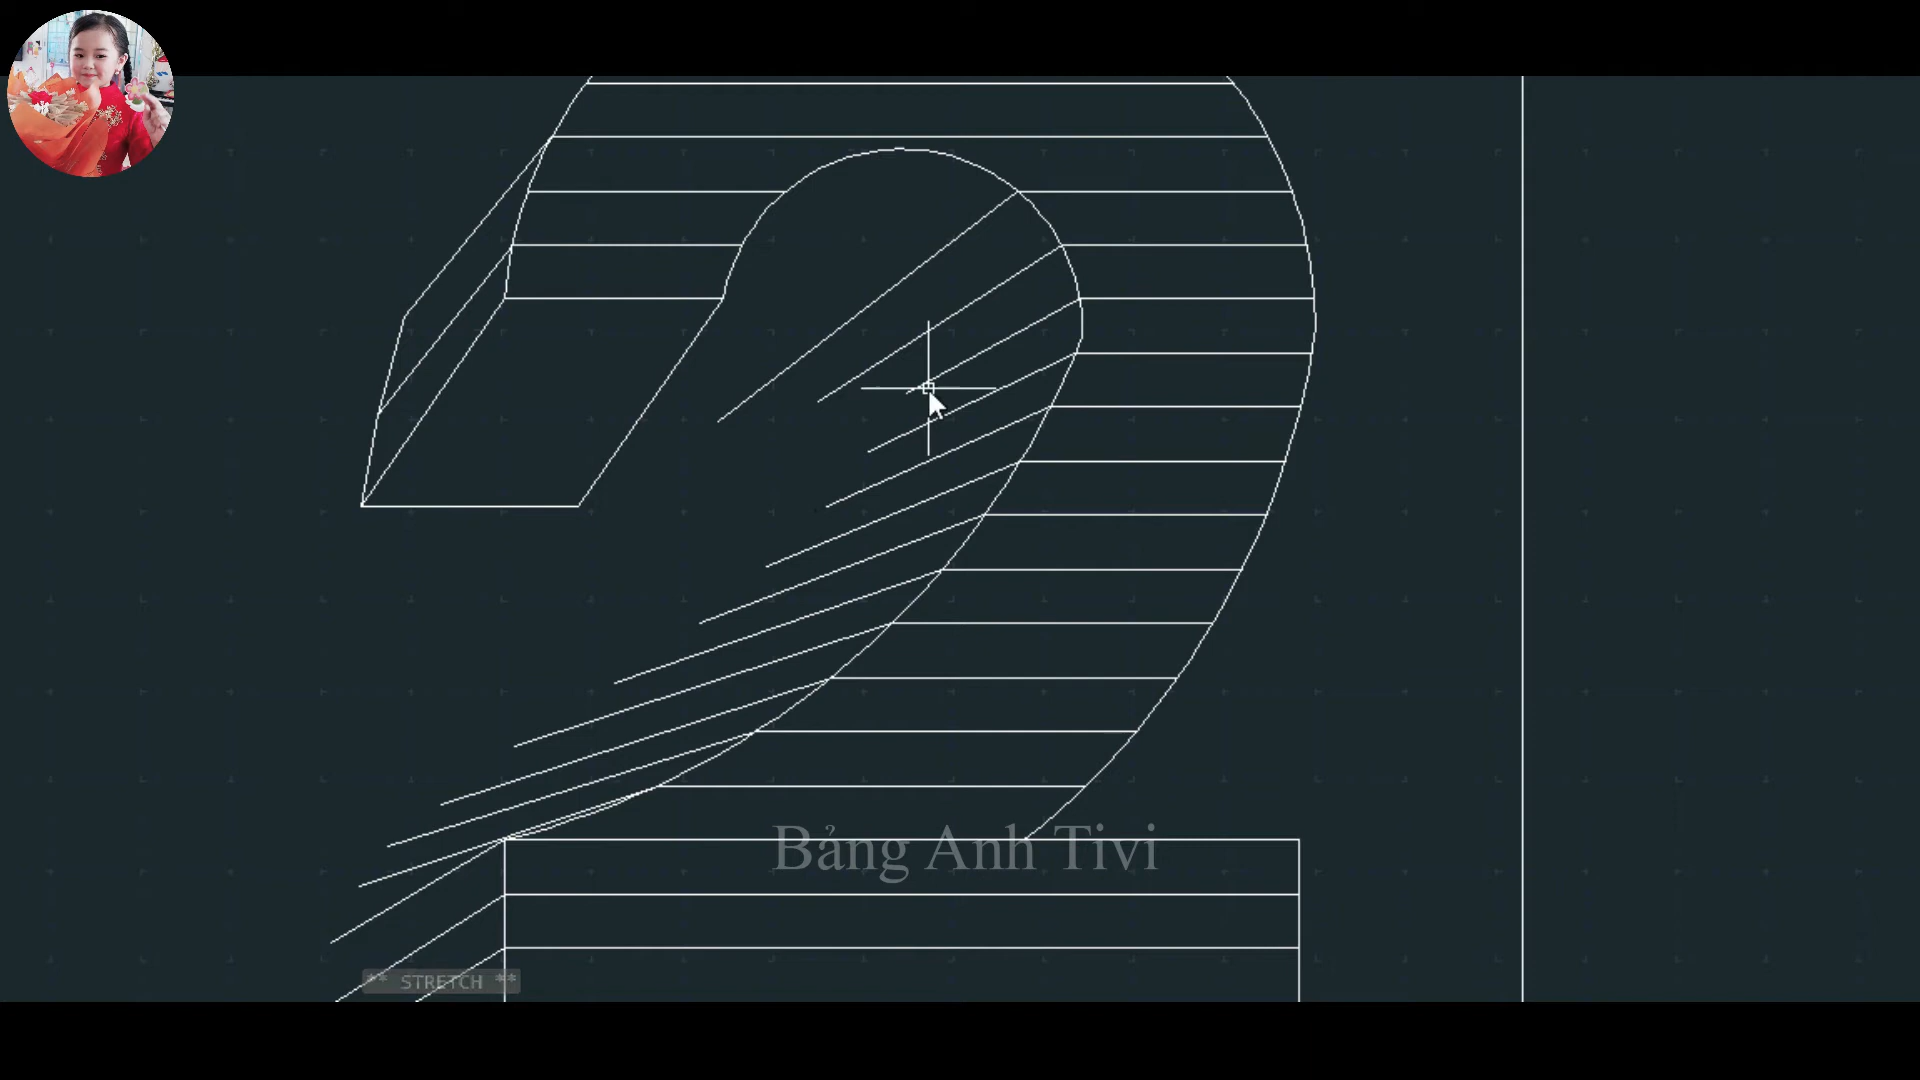 Bảng Anh Tivi
** STRETCH **